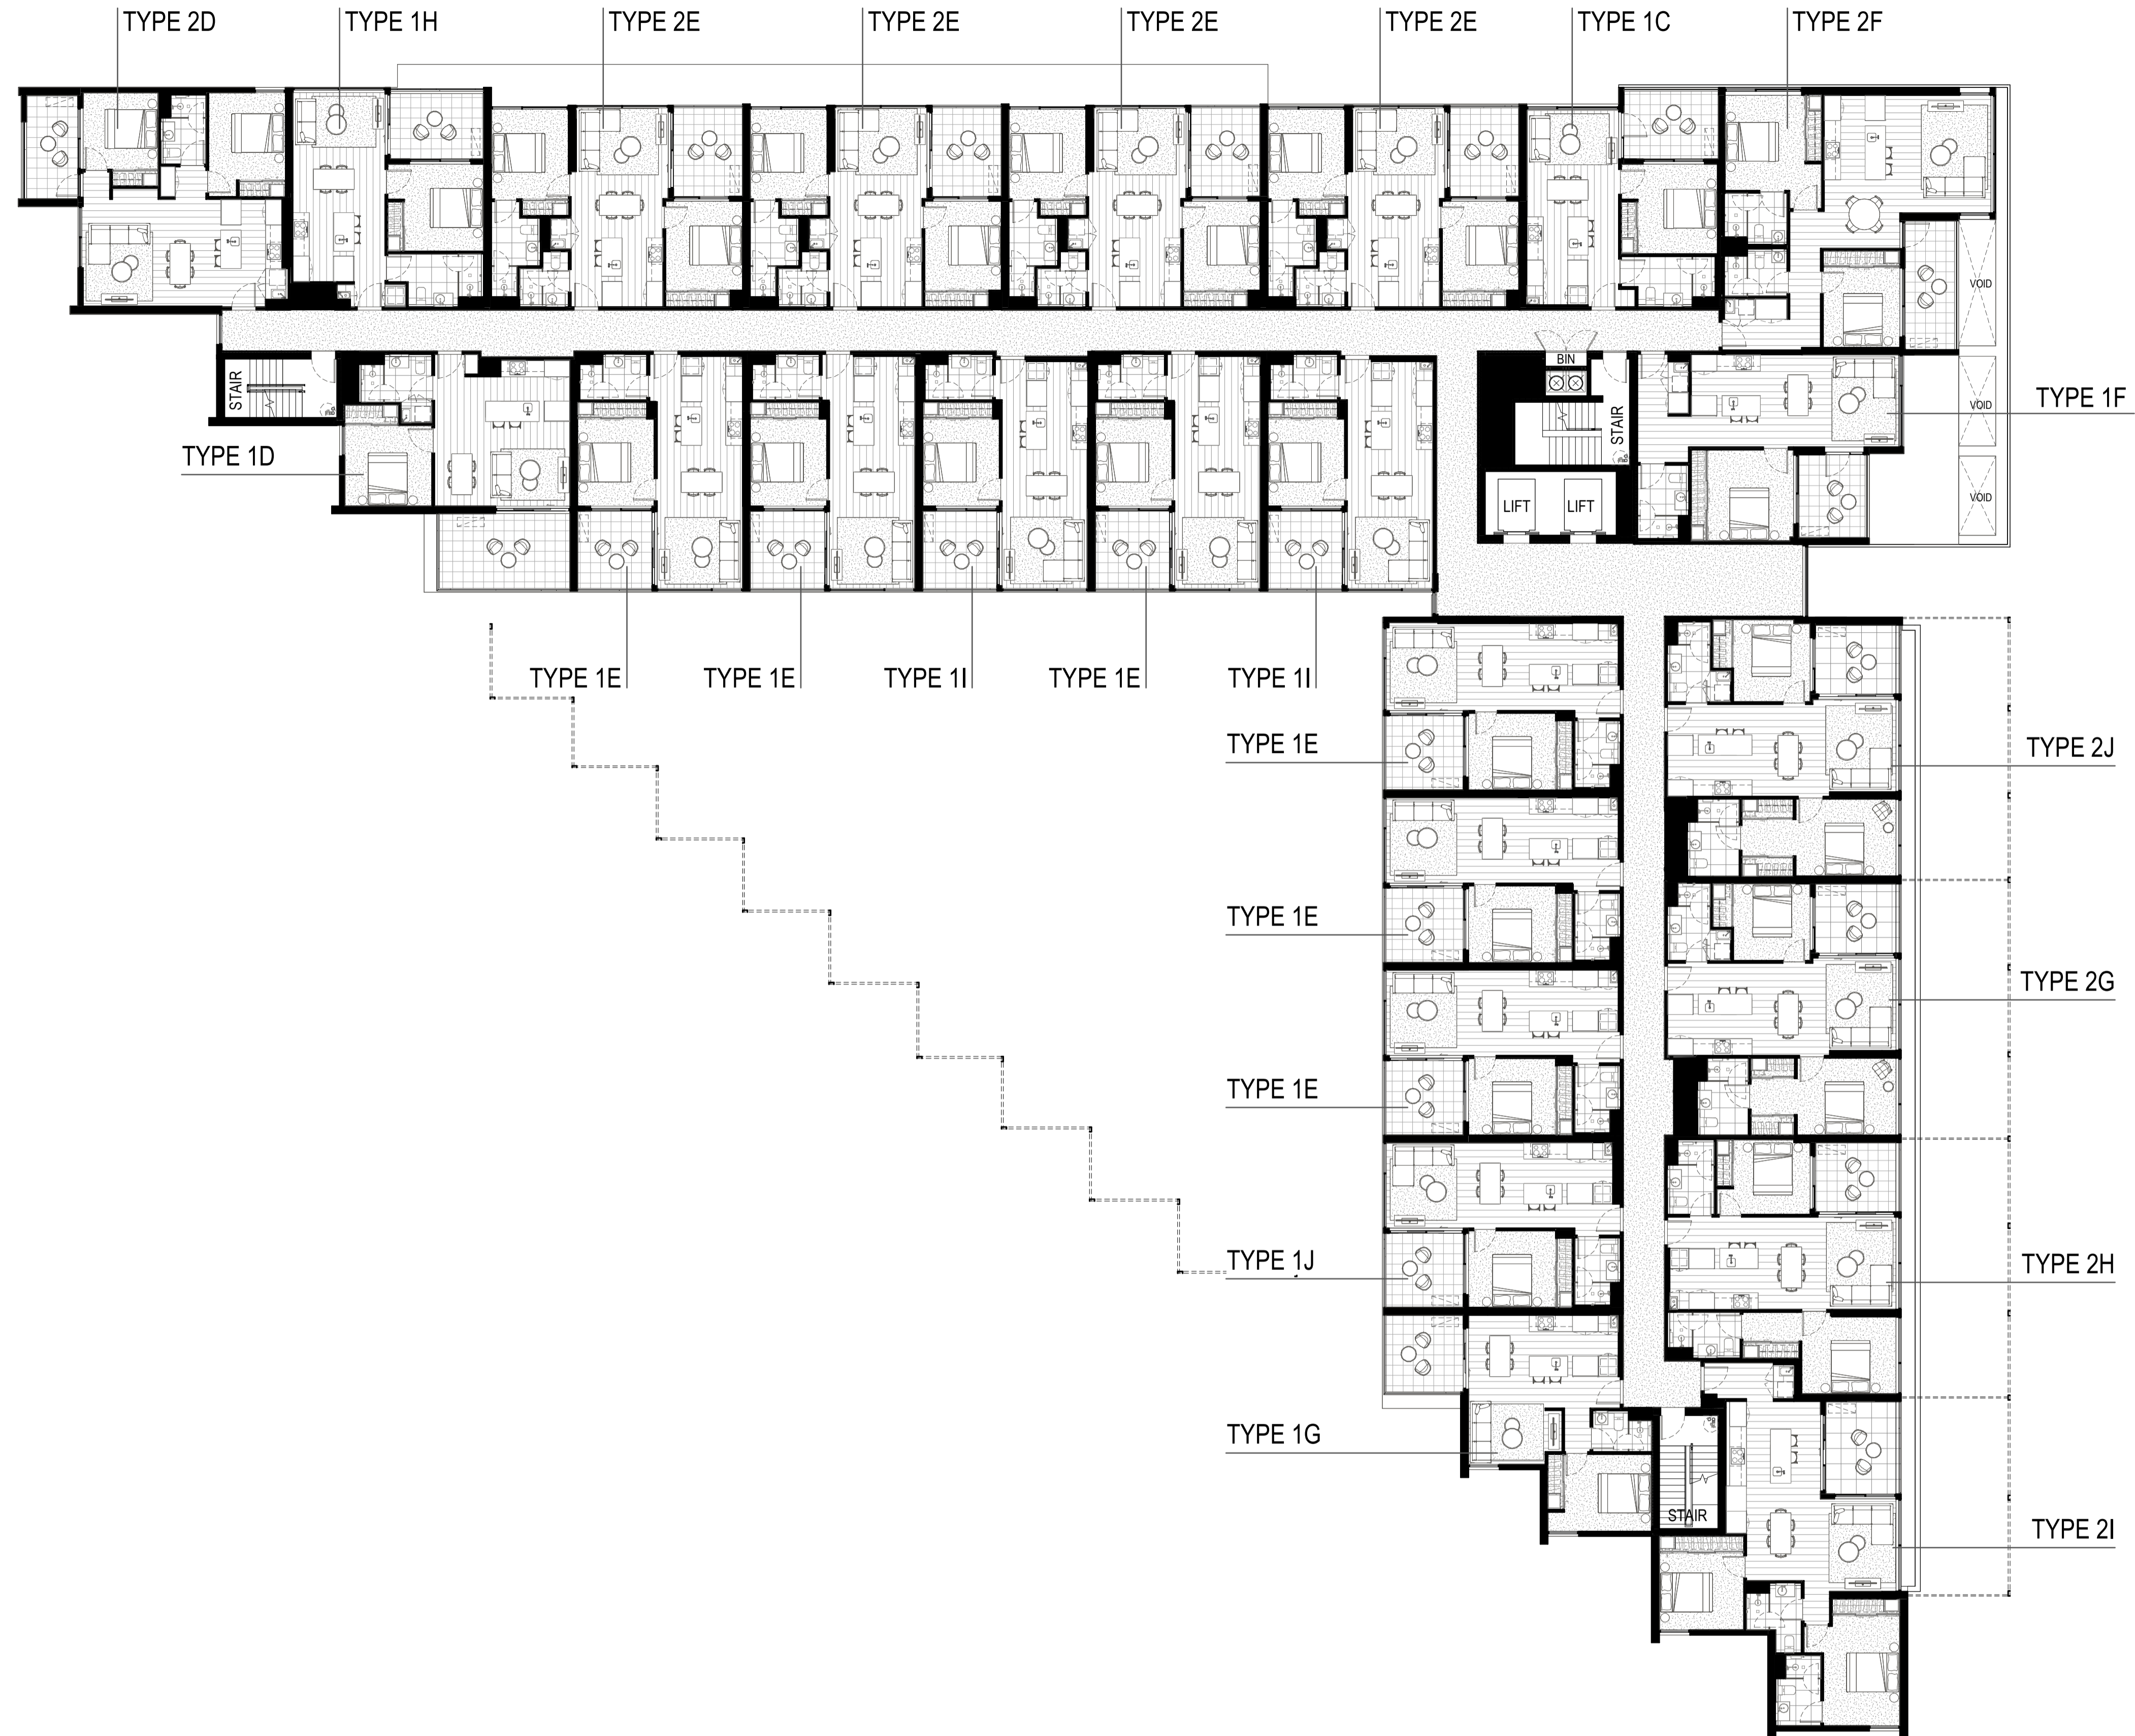 TYPE 2D
TYPE 1H
TYPE 2E
TYPE 2E
TYPE 2E
TYPE 2E
TYPE 1C
TYPE 2F
VOID
BIN
STAIR
STAIR
VOID
TYPE 1F
TYPE 1D
VOID
LIFT
LIFT
TYPE 1E
TYPE 1E
TYPE 1I
TYPE 1E
TYPE 1I
TYPE 1E
TYPE 2J
TYPE 1E
TYPE 2G
TYPE 1E
TYPE 1J
TYPE 2H
TYPE 1G
STAIR
TYPE 2I